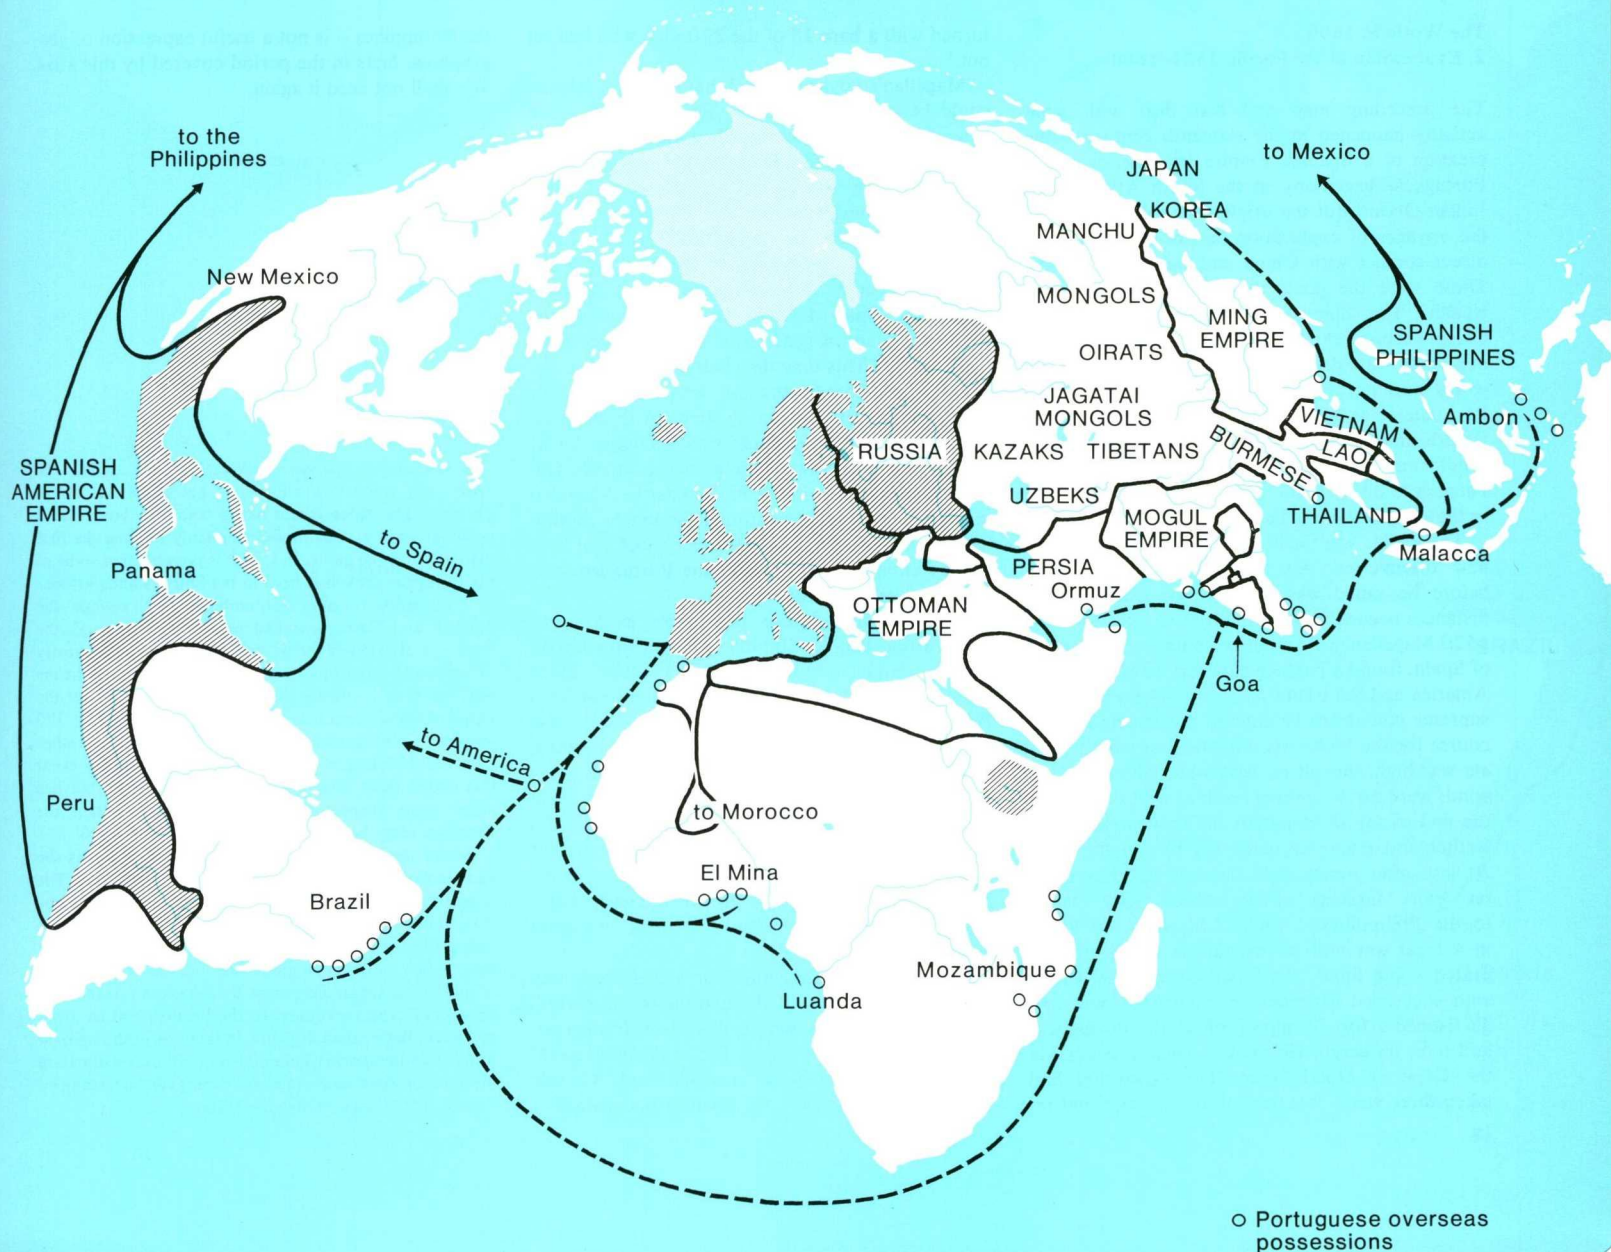 to the
Philippines
New Mexico
SPANISH
AMERICAN
EMPIRE
Panama
Peru
Brazil
to Spain
to America
to Morocco
El Mina
Luanda
Mozambique
RUSSIA
OTTOMAN
EMPIRE
PERSIA
Ormuz
UZBEKS
KAZAKS
TIBETANS
JAGATAI
MONGOLS
OIRATS
MONGOLS
MANCHU
KOREA
JAPAN
to Mexico
MING
EMPIRE
SPANISH
PHILIPPINES
Ambon
VIETNAM
LAO
BURMESE
THAILAND
Malacca
MOGUL
EMPIRE
Goa
Portuguese overseas
possessions